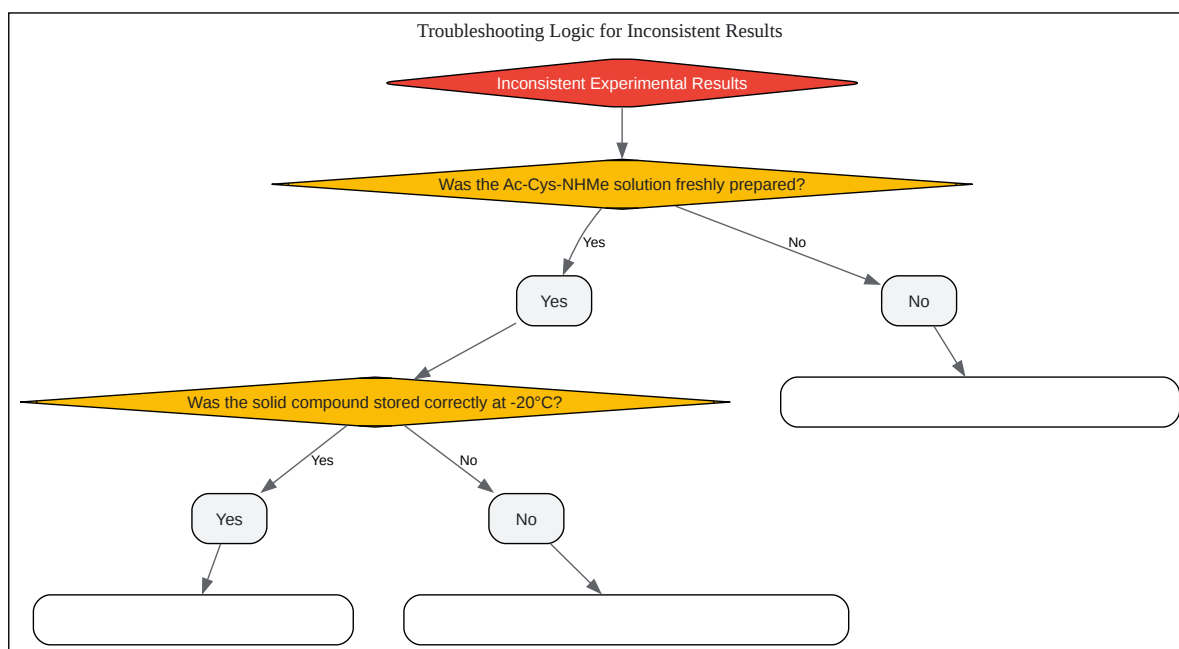 Troubleshooting Logic for Inconsistent Results
Inconsistent Experimental Results
Was the Ac-Cys-NHMe solution freshly prepared?
Yes
No
Yes
No
Was the solid compound stored correctly at -20°C?
Yes
No
Yes
No